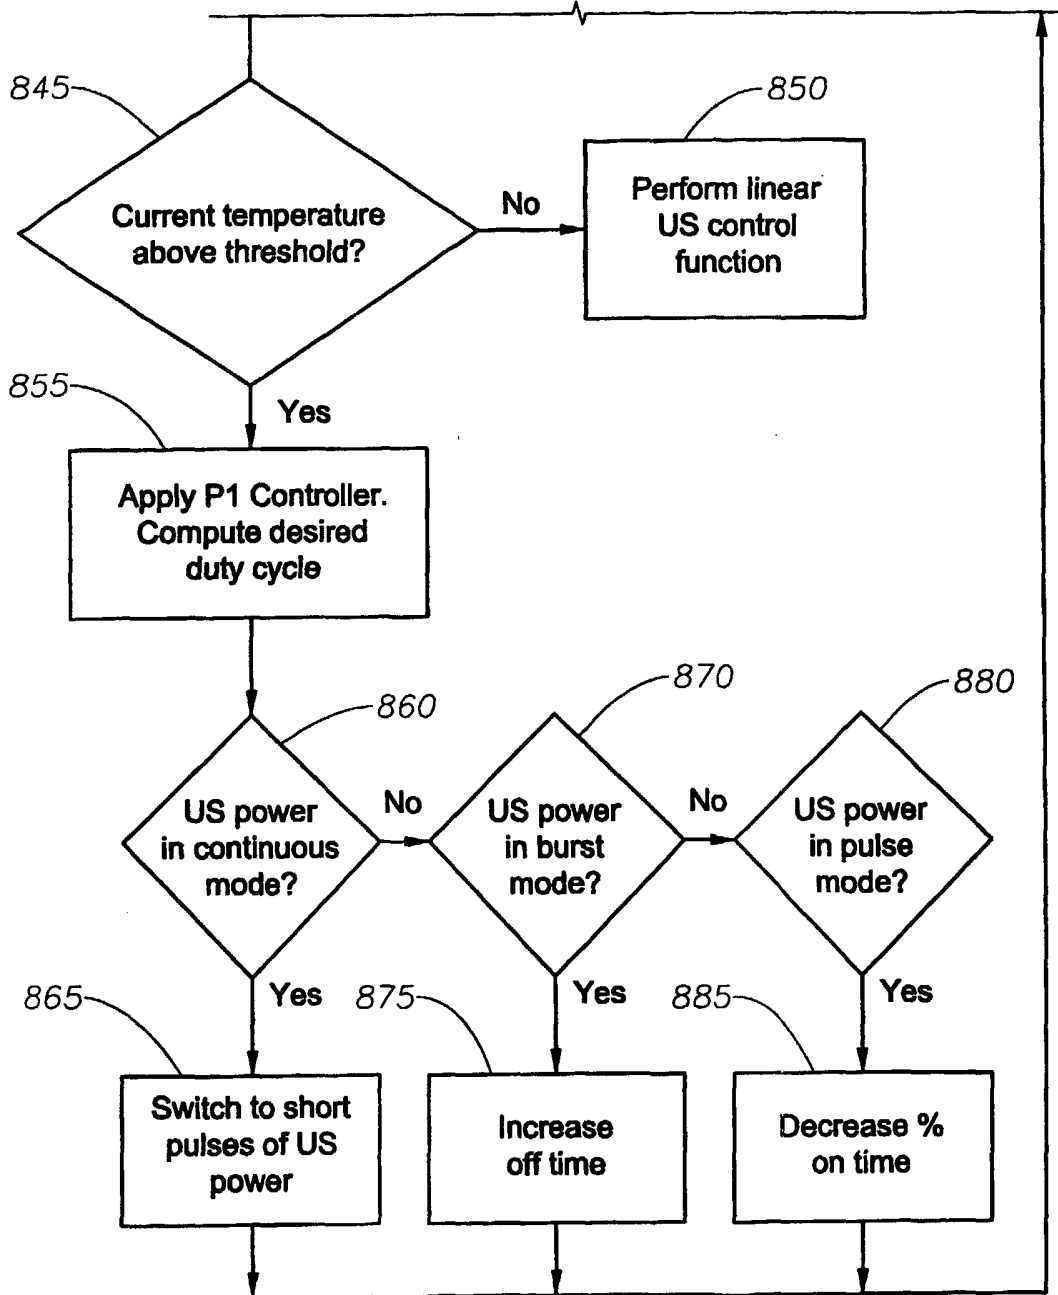 845
850
Current temperature
above threshold?
No
Perform linear
US control
function
855
Yes
Apply P1 Controller.
Compute desired
duty cycle
860
870
880
US power
in continuous
mode?
No
US power
in burst
mode?
No
US power
in pulse
mode?
865
Yes
875
Yes
885
Yes
Switch to short
pulses of US
power
Increase
off time
Decrease %
on time